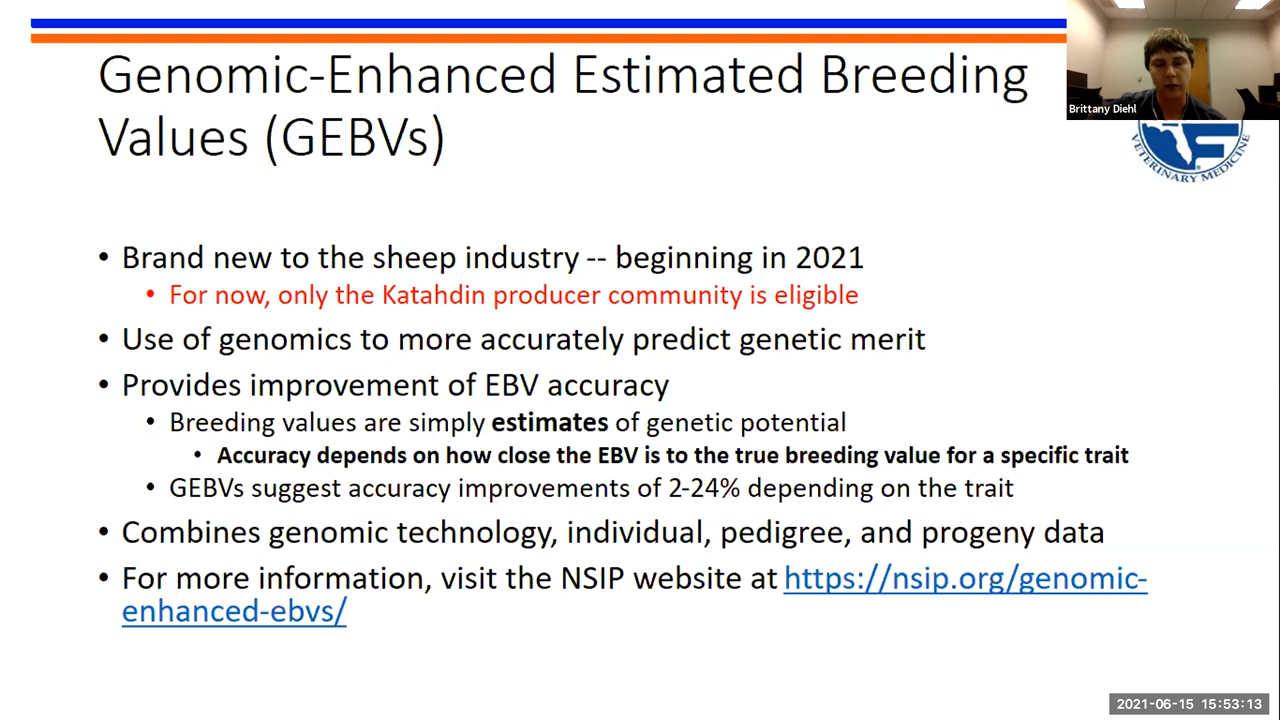 Genomic-Enhanced Estimated Breeding
Values (GEBVs)
Brittany Diehl
VETERINARY MEDICINE
• Brand new to the sheep industry -- beginning in 2021
• For now, only the Katahdin producer community is eligible
• Use of genomics to more accurately predict genetic merit
• Provides improvement of EBV accuracy
• Breeding values are simply estimates of genetic potential
• Accuracy depends on how close the EBV is to the true breeding value for a specific trait
• GEBVs suggest accuracy improvements of 2-24% depending on the trait
• Combines genomic technology, individual, pedigree, and progeny data
• For more information, visit the NSIP website at https://nsip.org/genomic-
enhanced-ebvs/
2021-06-15 15:53:13